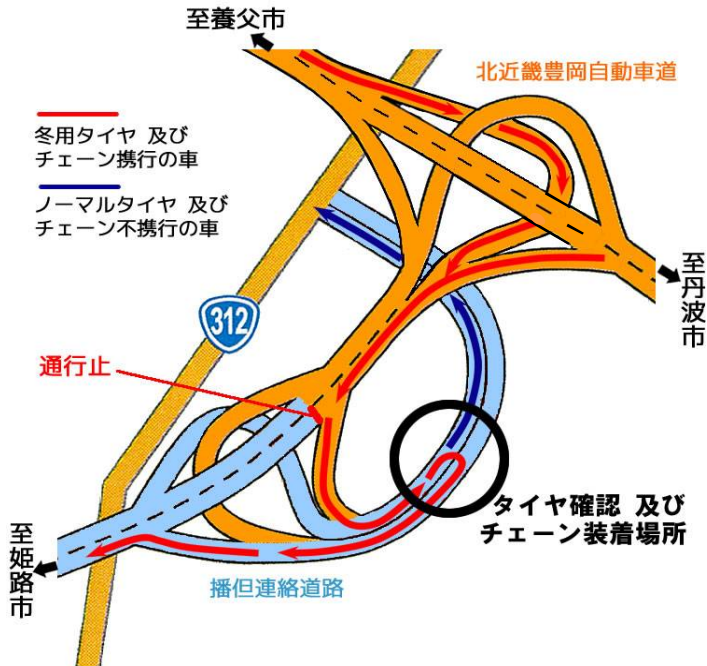 至養父市
北近畿豊岡自動車道
冬用タイヤ 及び
チェーン携行の車
ノーマルタイヤ 及び
チェーン不携行の車
至丹波市
312
通行止
タイヤ確認 及び
チェーン装着場所
至姫路市
播但連絡道路